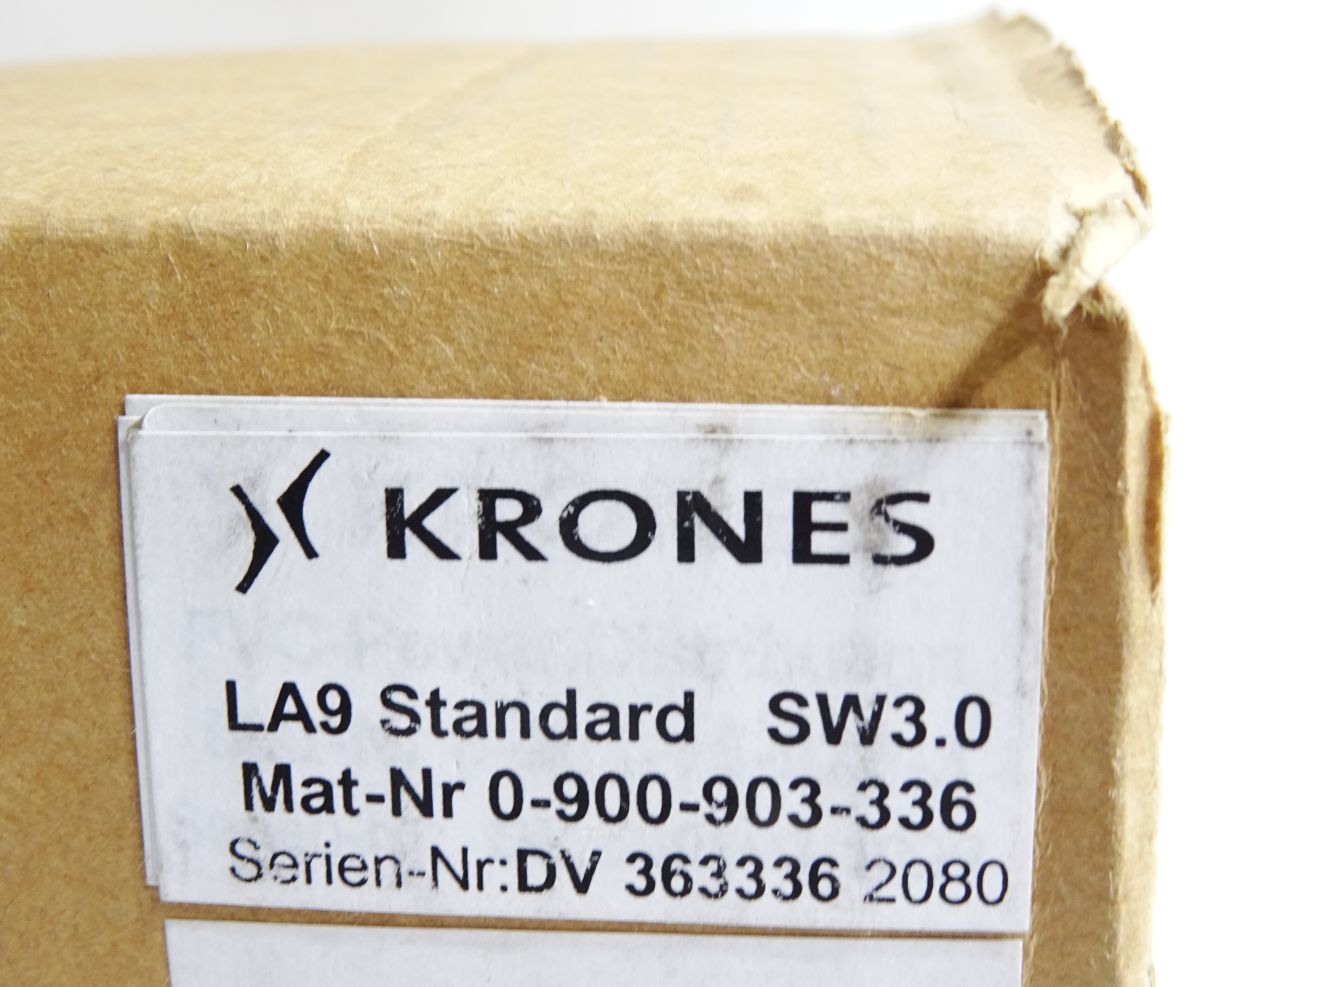 KRONES
LA9 Standard SW3.0
Mat-Nr 0-900-903-336
Serien-Nr:DV 363336 2080